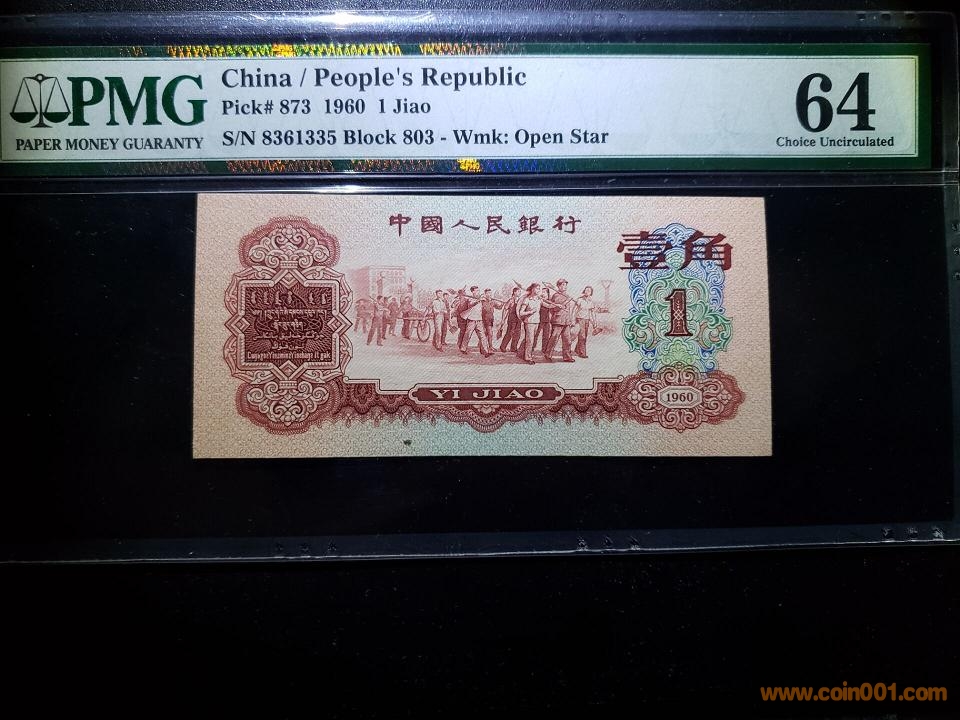 PMG
PAPER MONEY GUARANTY
China / People's Republic
Pick# 873 1960 1 Jiao
S/N 8361335 Block 803 - Wmk: Open Star
64
Choice Uncirculated
中國人民銀行
壹角
1
YI JIAO
1960
www.coin001.com